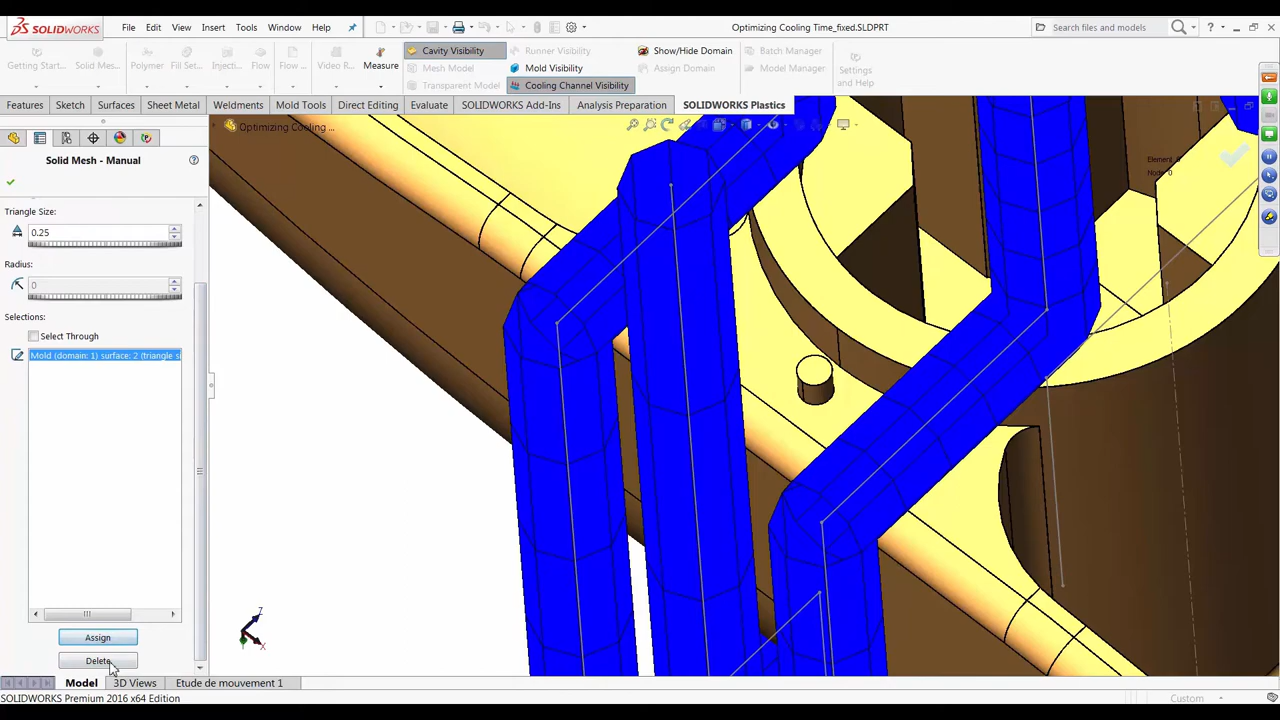 SOLIDWORKS File Edit View Insert Tools Window Help Optimizing Cooling Time_fixed.SLDPRT Search files and models ?
Getting Star... Solid Mes... Polymer Fill Set... Injecti... Flow Flow ... Video R... Measure
Cavity Visibility Runner Visibility Show/Hide Domain Batch Manager
Mesh Model Mold Visibility Assign Domain Model Manager
Transparent Model Cooling Channel Visibility
Settings and Help
Features Sketch Surfaces Sheet Metal Weldments Mold Tools Direct Editing Evaluate SOLIDWORKS Add-Ins Analysis Preparation SOLIDWORKS Plastics
Optimizing Cooling ...
Solid Mesh - Manual ?
Element 0
Node 0
Triangle Size:
0.25
Radius:
0
Selections:
Select Through
Mold (domain: 1) surface: 2 (triangle si
Assign
Delete
Z
X
Model 3D Views Etude de mouvement 1
SOLIDWORKS Premium 2016 x64 Edition Custom